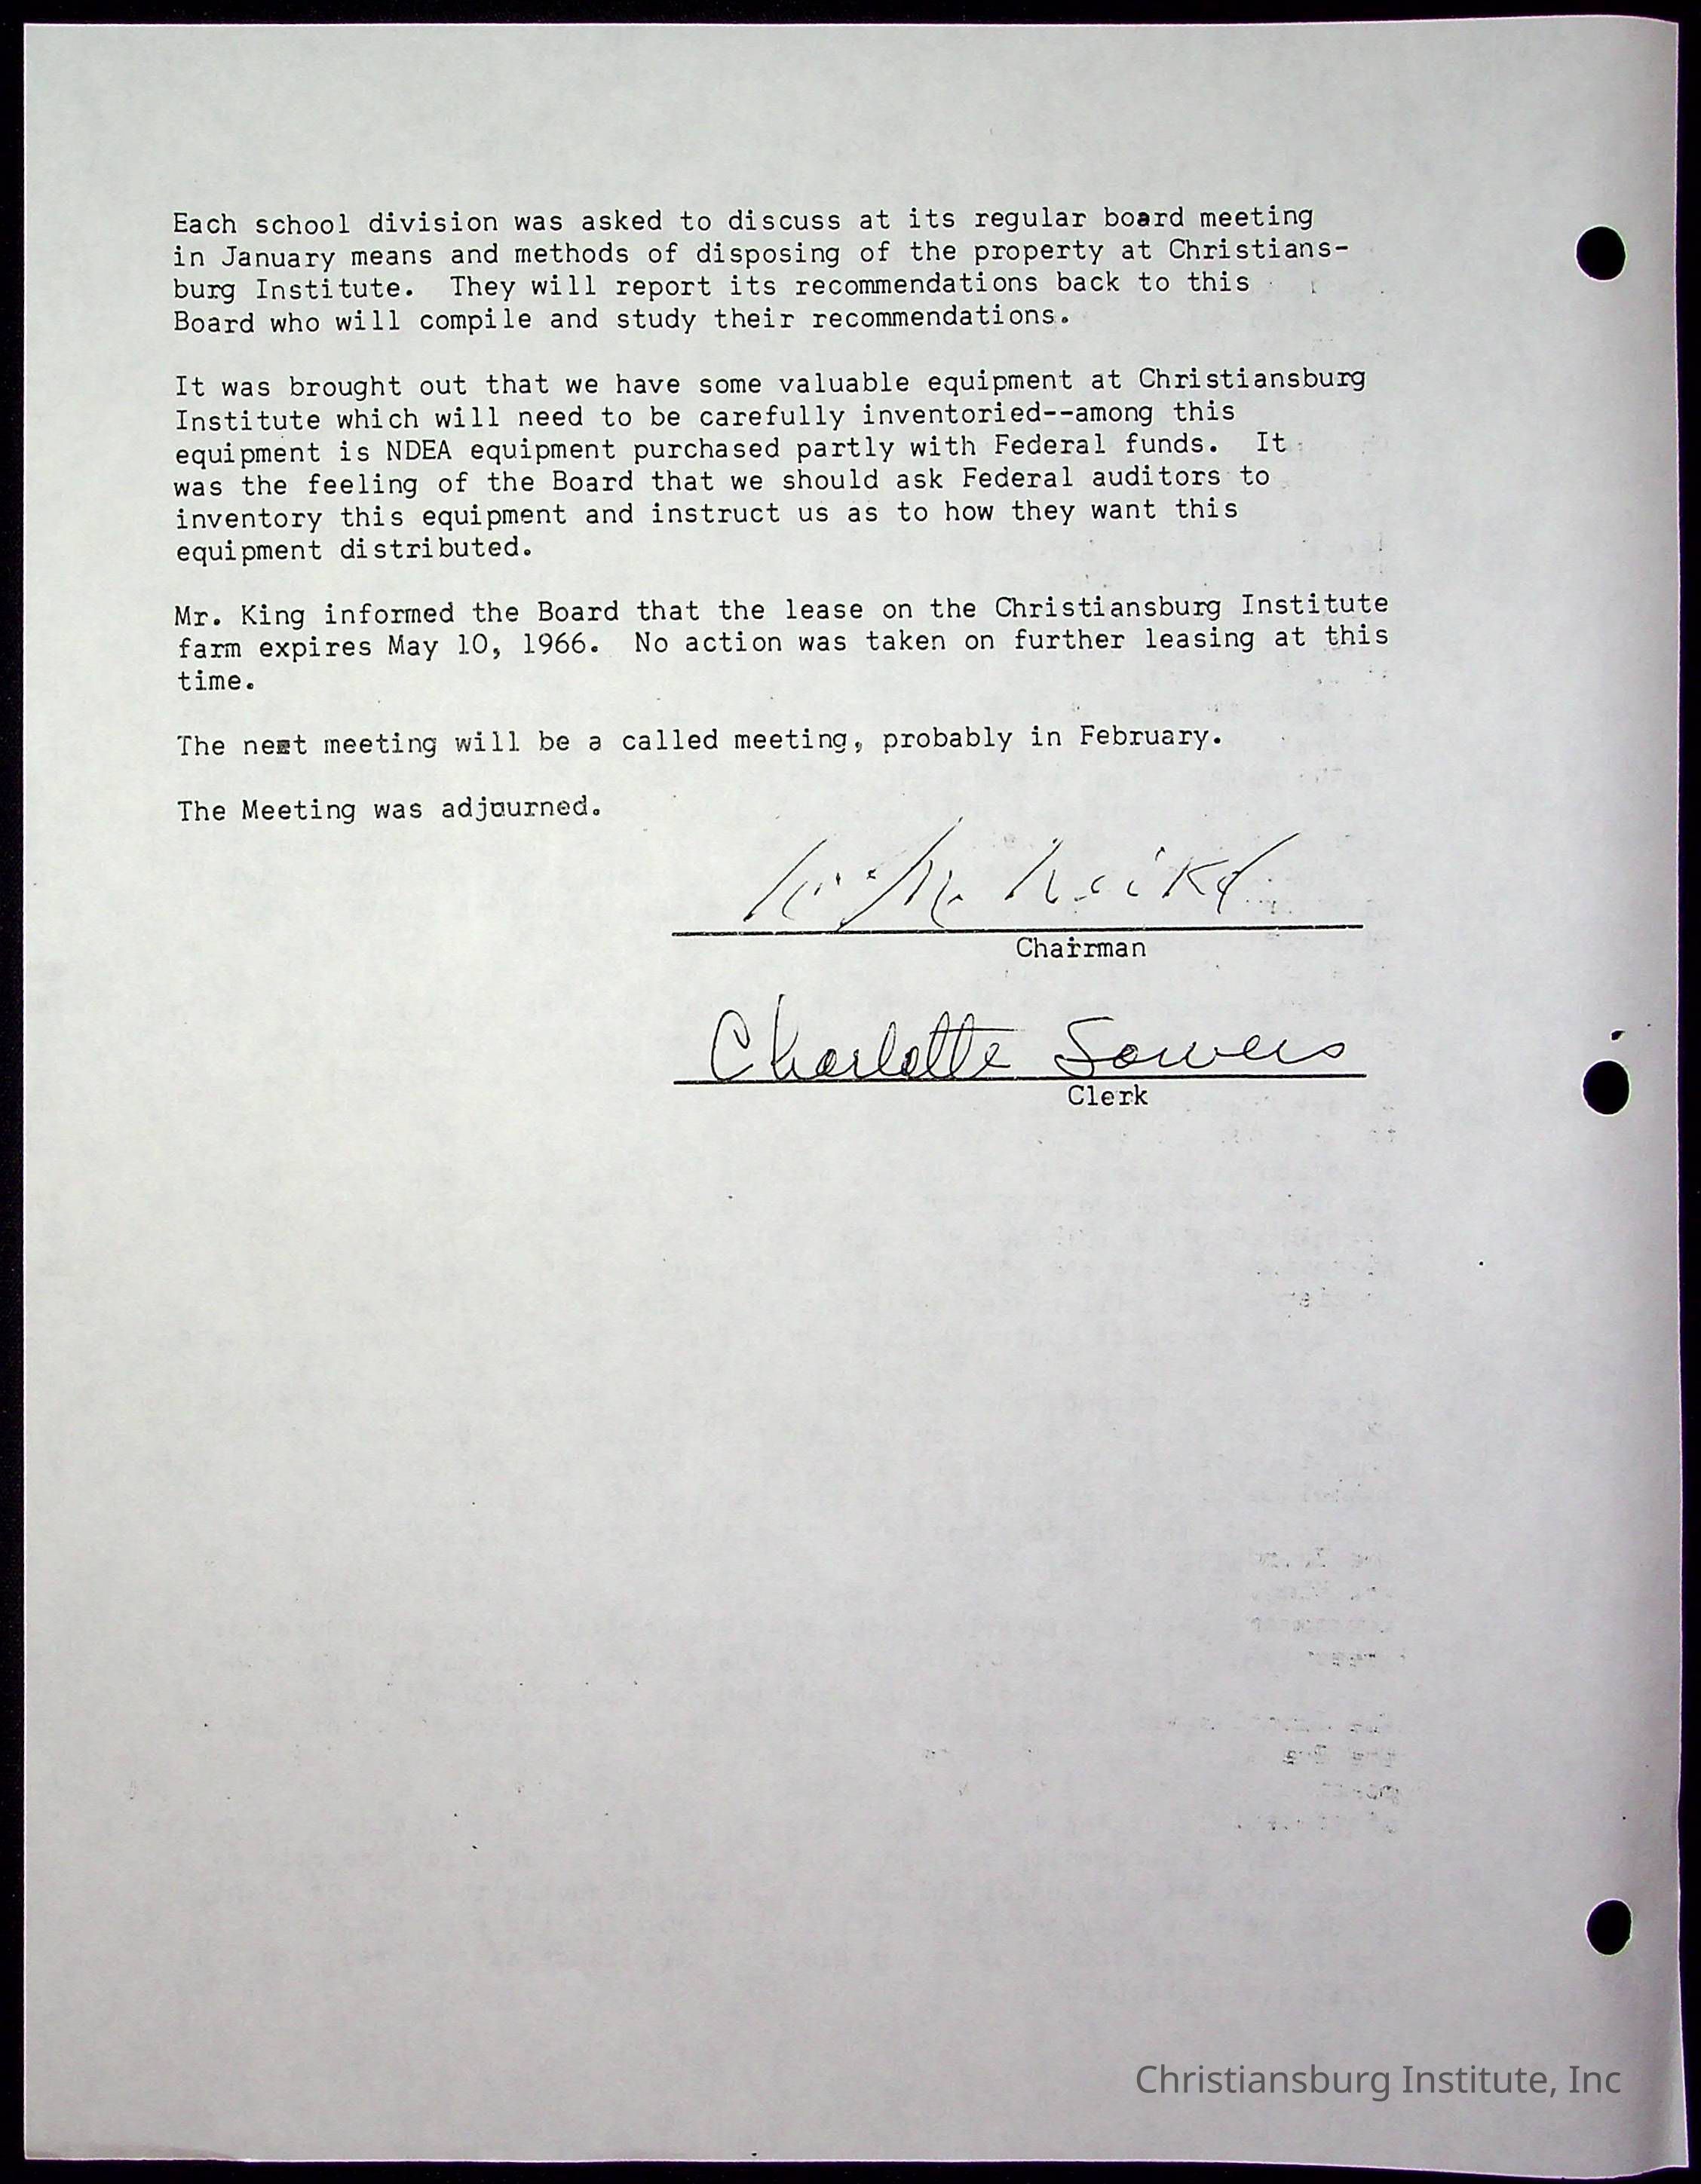 Each school division was asked to discuss at its regular board meeting
in January means and methods of disposing of the property at Christians-
burg Institute.  They will report its recommendations back to this
Board who will compile and study their recommendations.
It was brought out that we have some valuable equipment at Christiansburg
Institute which will need to be carefully inventoried--among this
equipment is NDEA equipment purchased partly with Federal funds.  It
was the feeling of the Board that we should ask Federal auditors to
inventory this equipment and instruct us as to how they want this
equipment distributed.
Mr. King informed the Board that the lease on the Christiansburg Institute
farm expires May 10, 1966.  No action was taken on further leasing at this
time.
The next meeting will be a called meeting, probably in February.
The Meeting was adjourned.
Chairman
Charlotte Sowers
Clerk
Christiansburg Institute, Inc